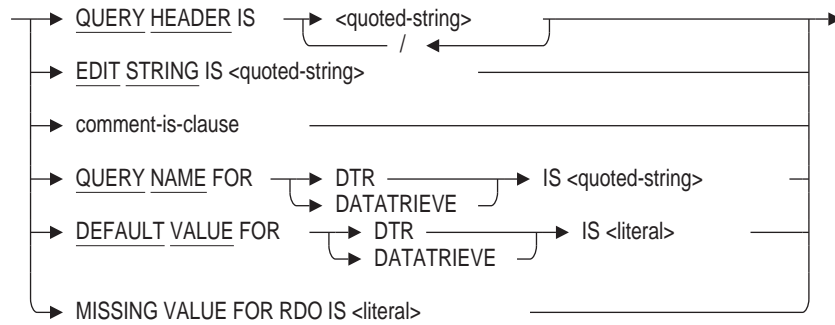 QUERY HEADER IS <quoted-string>
/
EDIT STRING IS <quoted-string>
comment-is-clause
QUERY NAME FOR DTR IS <quoted-string>
DATATRIEVE
DEFAULT VALUE FOR DTR IS <literal>
DATATRIEVE
MISSING VALUE FOR RDO IS <literal>